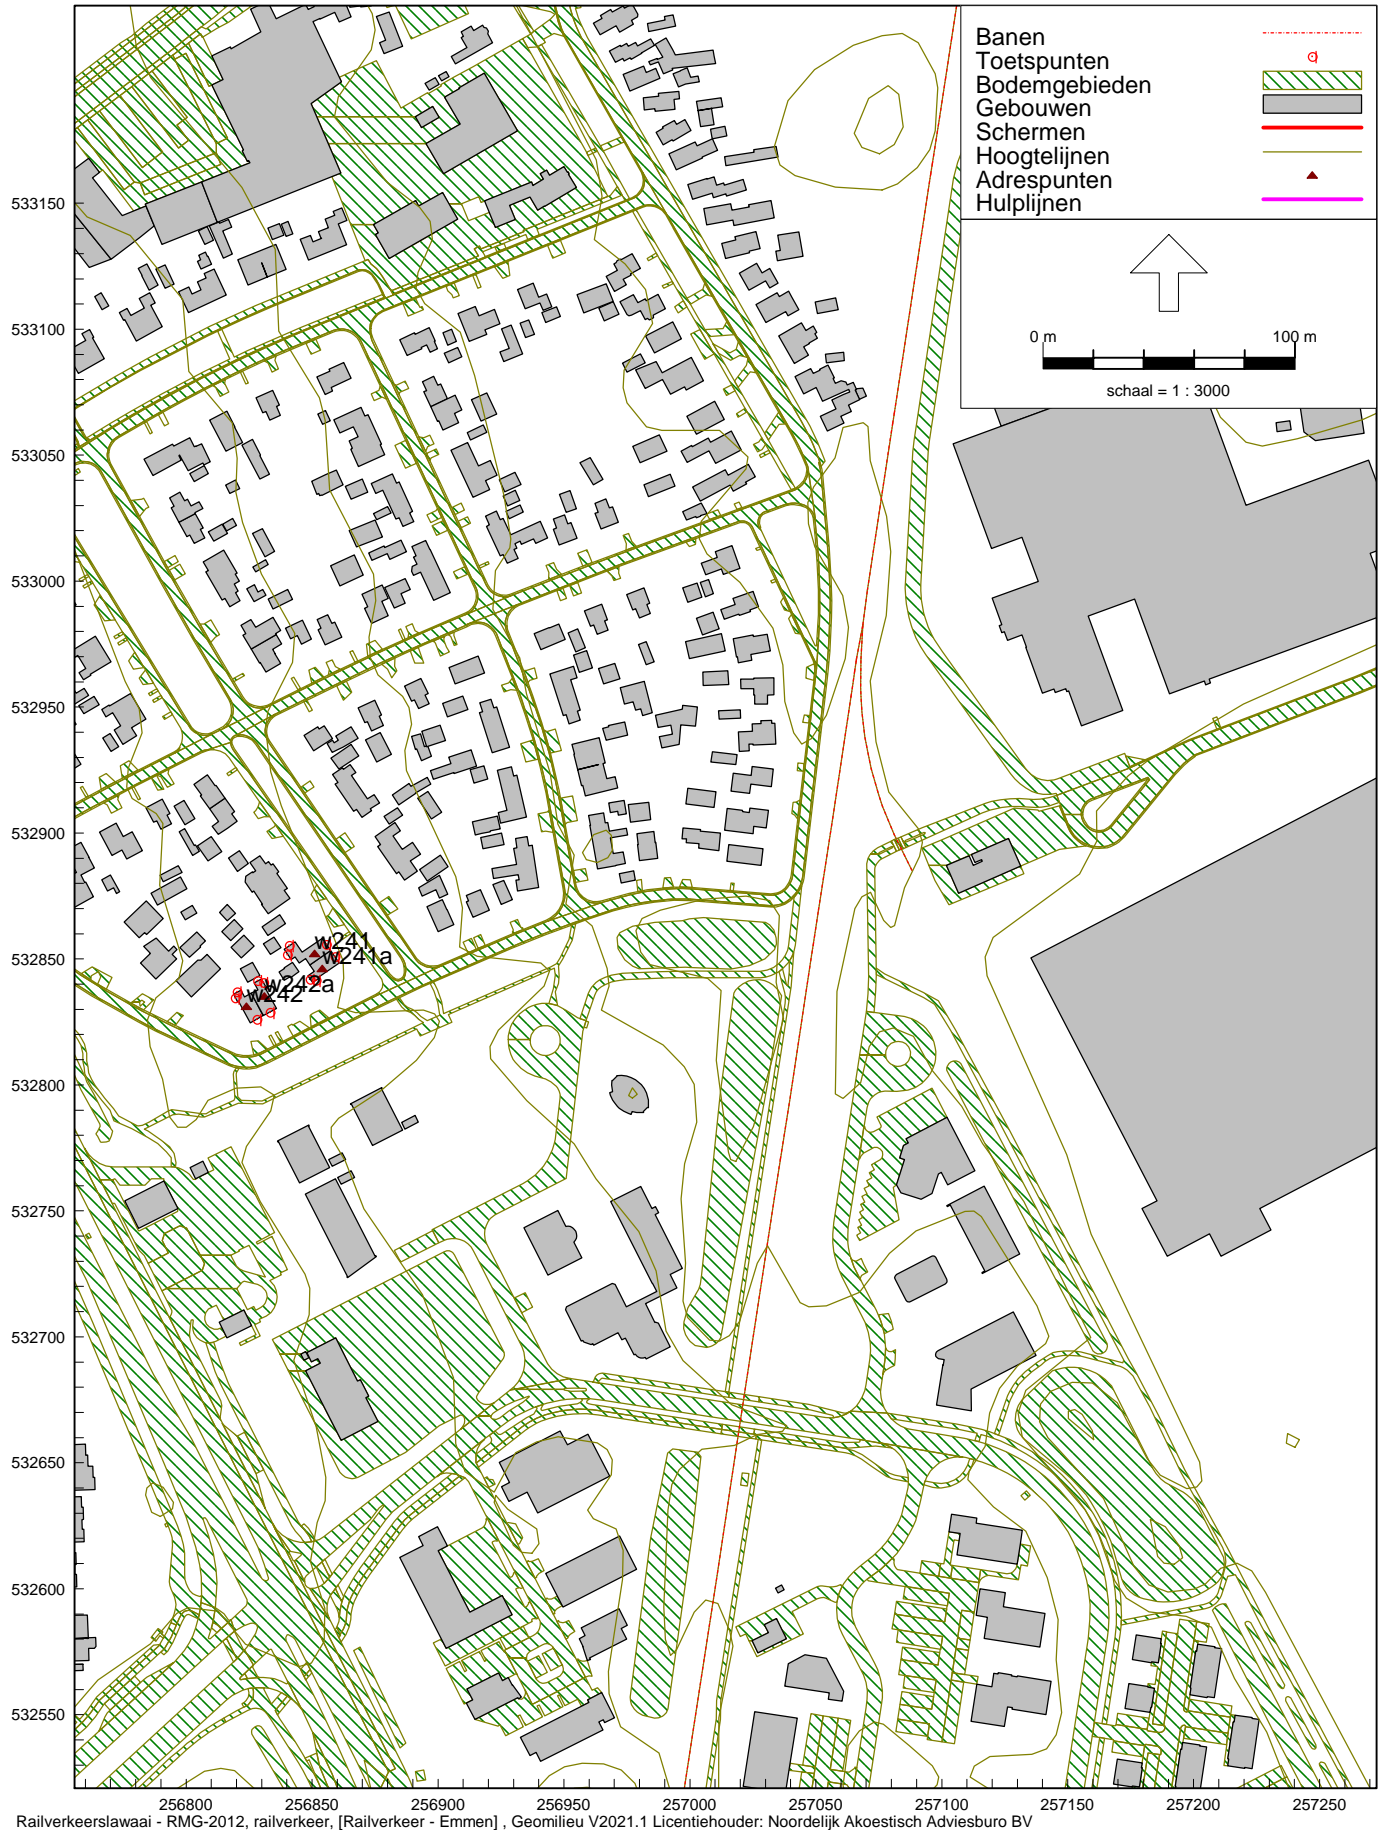 Banen
Toetspunten
Bodemgebieden
Gebouwen
Schermen
Hoogtelijnen
Adrespunten
Hulplijnen
0 m
100 m
schaal = 1 : 3000
533150
533100
533050
533000
532950
532900
532850
532800
532750
532700
532650
532600
532550
w241
w241a
w242a
w242
256800
256850
256900
256950
257000
257050
257100
257150
257200
257250
Railverkeerslawaai - RMG-2012, railverkeer, [Railverkeer - Emmen] , Geomilieu V2021.1 Licentiehouder: Noordelijk Akoestisch Adviesburo BV